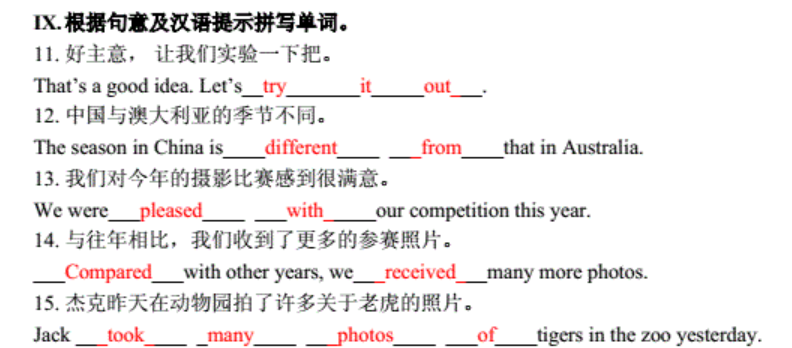 IX. 根据句意及汉语提示拼写单词。
11. 好主意， 让我们实验一下把。
That's a good idea. Let's__try_______it_____out___.
12. 中国与澳大利亚的季节不同。
The season in China is____different____ ___from____that in Australia.
13. 我们对今年的摄影比赛感到很满意。
We were___pleased____ ___with_____our competition this year.
14. 与往年相比，我们收到了更多的参赛照片。
___Compared___with other years, we___received___many more photos.
15. 杰克昨天在动物园拍了许多关于老虎的照片。
Jack ___took____ _many____ ___photos____ ___of____tigers in the zoo yesterday.